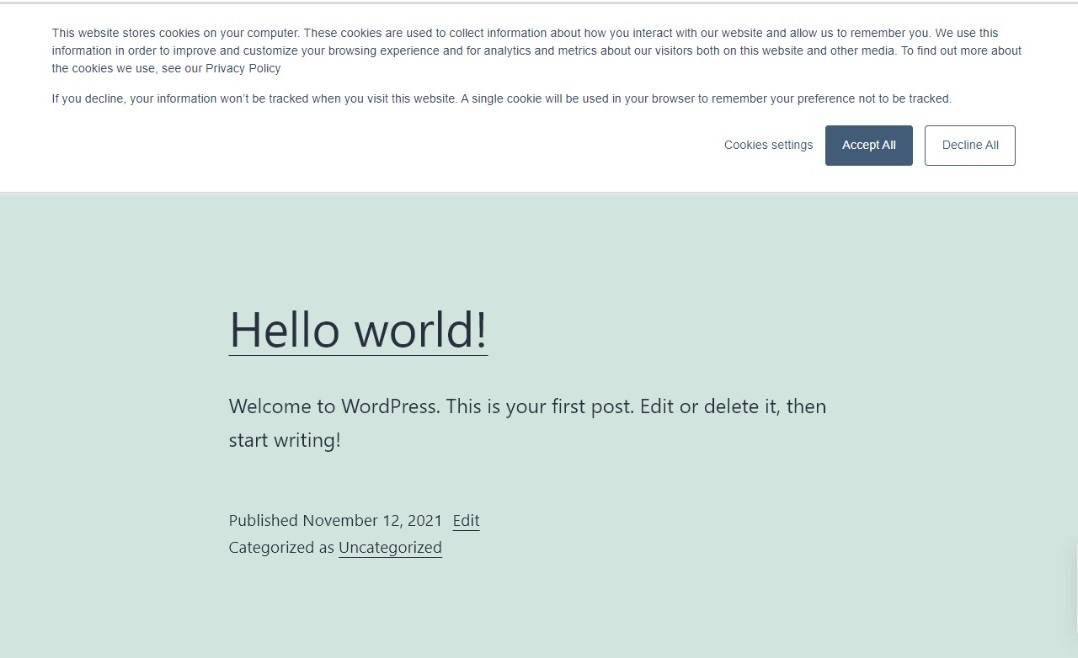 This website stores cookies on your computer. These cookies are used to collect information about how you interact with our website and allow us to remember you. We use this
information in order to improve and customize your browsing experience and for analytics and metrics about our visitors both on this website and other media. To find out more about
the cookies we use, see our Privacy Policy
If you decline, your information won't be tracked when you visit this website. A single cookie will be used in your browser to remember your preference not to be tracked.
Cookies settings Accept All Decline All
Hello world!
Welcome to WordPress. This is your first post. Edit or delete it, then
start writing!
Published November 12, 2021 Edit
Categorized as Uncategorized